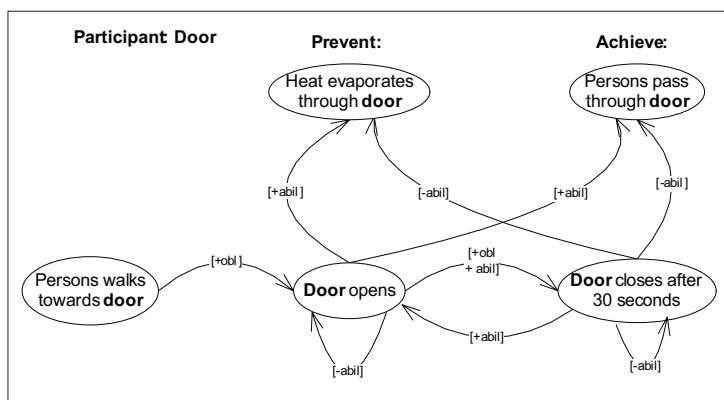 Participant: Door
Prevent:
Achieve:
Heat evaporates
through door
Persons pass
through door
[+abil]
[-abil]
[+abil]
[-abil]
[+obl]
[+obl
+ abil]
Persons walks
towards door
Door opens
Door closes after
30 seconds
[+abil]
[-abil]
[-abil]